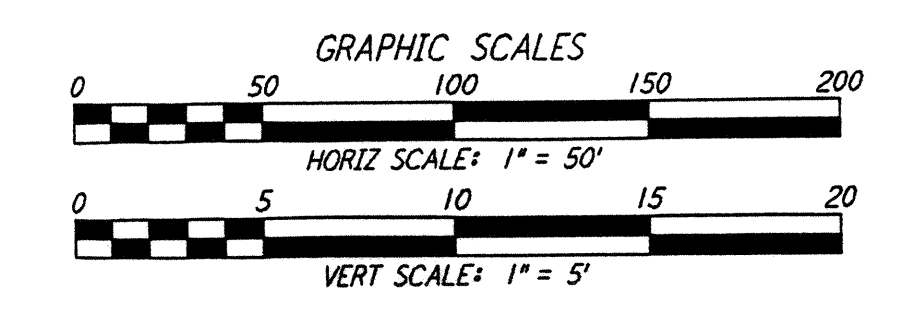 GRAPHIC SCALES
0 50 100 150 200
HORIZ SCALE: 1" = 50'
0 5 10 15 20
VERT SCALE: 1" = 5'